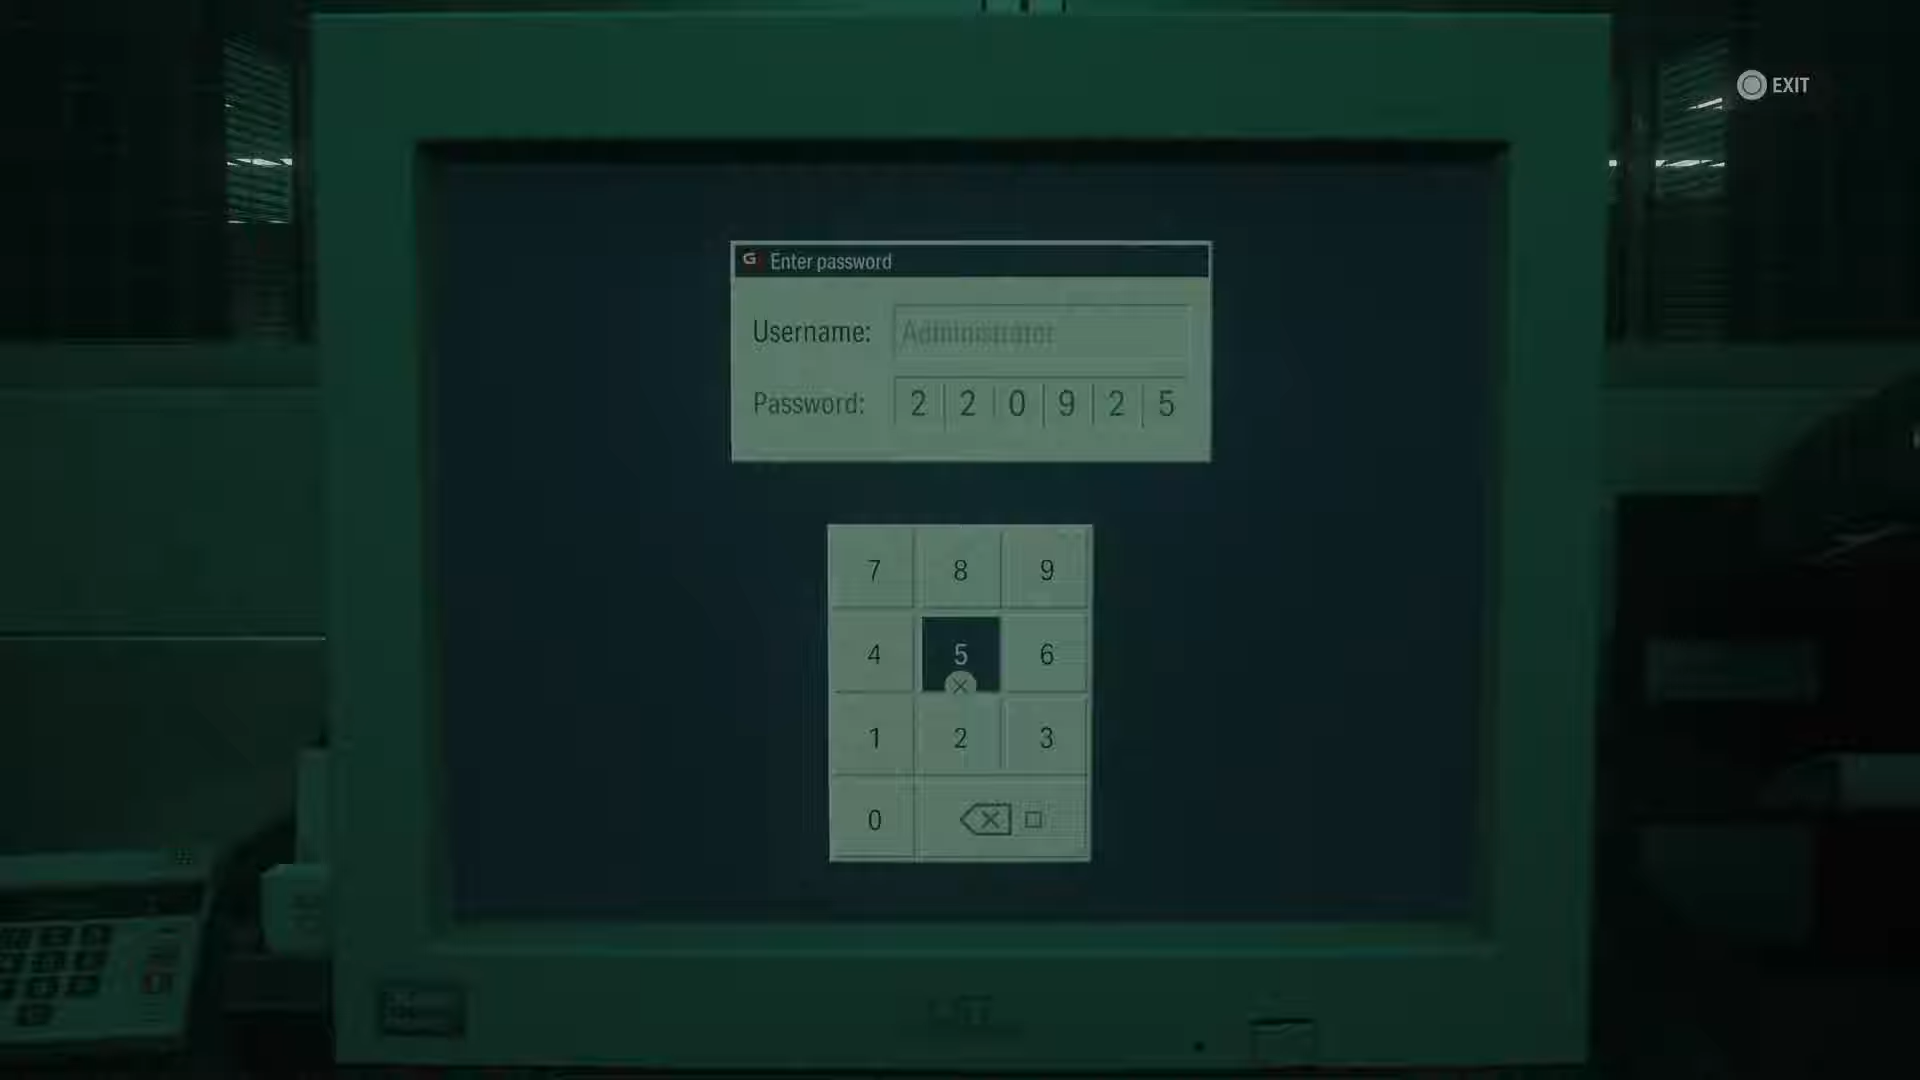 EXIT
G Enter password
Username: Administrator
Password: 2 2 0 9 2 5
7 8 9
4 5 6
1 2 3
0